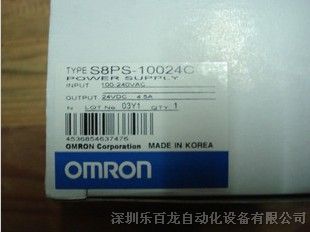 TYPE S8PS-10024C
POWER SUPPLY
INPUT 100-240VAC
OUTPUT 24VDC 4.5A
N LOT No. 03Y1 QTY 1
4536854637476
OMRON Corporation MADE IN KOREA
OMRON
深圳乐百龙自动化设备有限公司